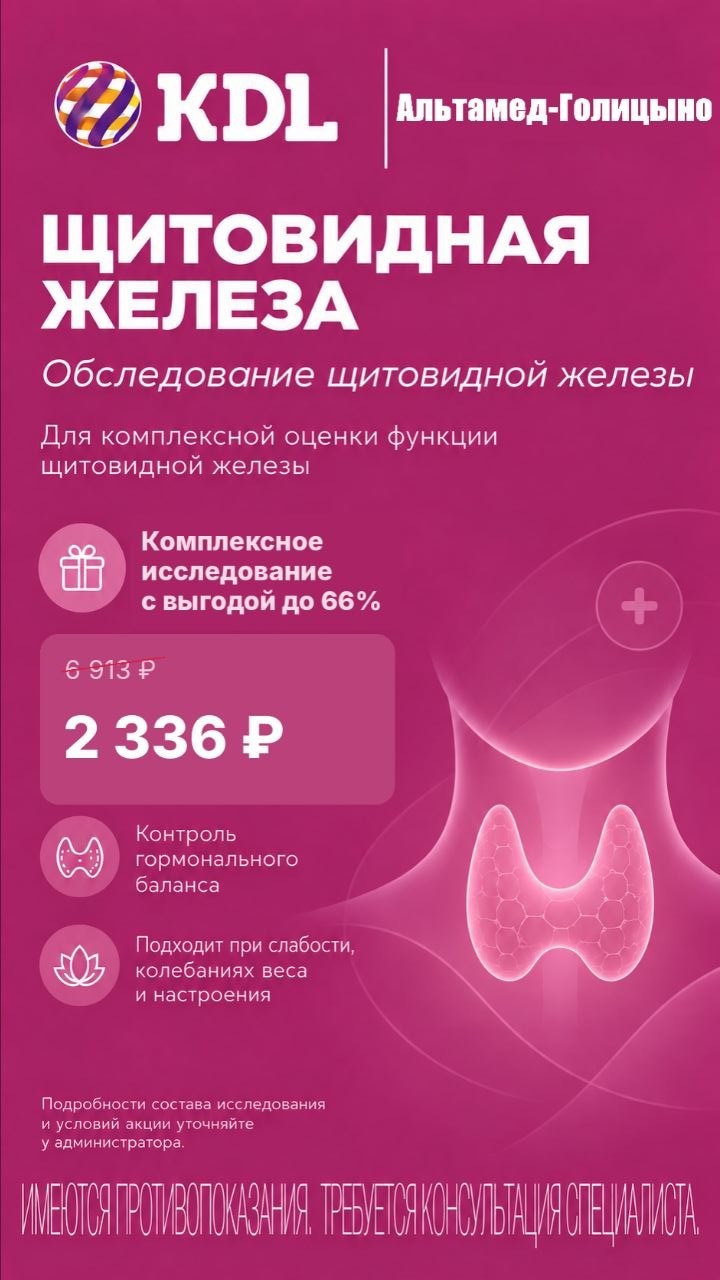 KDL
Альтамед-Голицыно
ЩИТОВИДНАЯ
ЖЕЛЕЗА
Обследование щитовидной железы
Для комплексной оценки функции
щитовидной железы
Комплексное
исследование
с выгодой до 66%
6 913 ₽
2 336 ₽
Контроль
гормонального
баланса
Подходит при слабости,
колебаниях веса
и настроения
Подробности состава исследования
и условий акции уточняйте
у администратора.
ИМЕЮТСЯ ПРОТИВОПОКАЗАНИЯ. ТРЕБУЕТСЯ КОНСУЛЬТАЦИЯ СПЕЦИАЛИСТА.